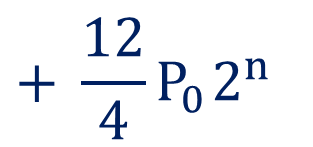 + 12/4 P₀ 2ⁿ